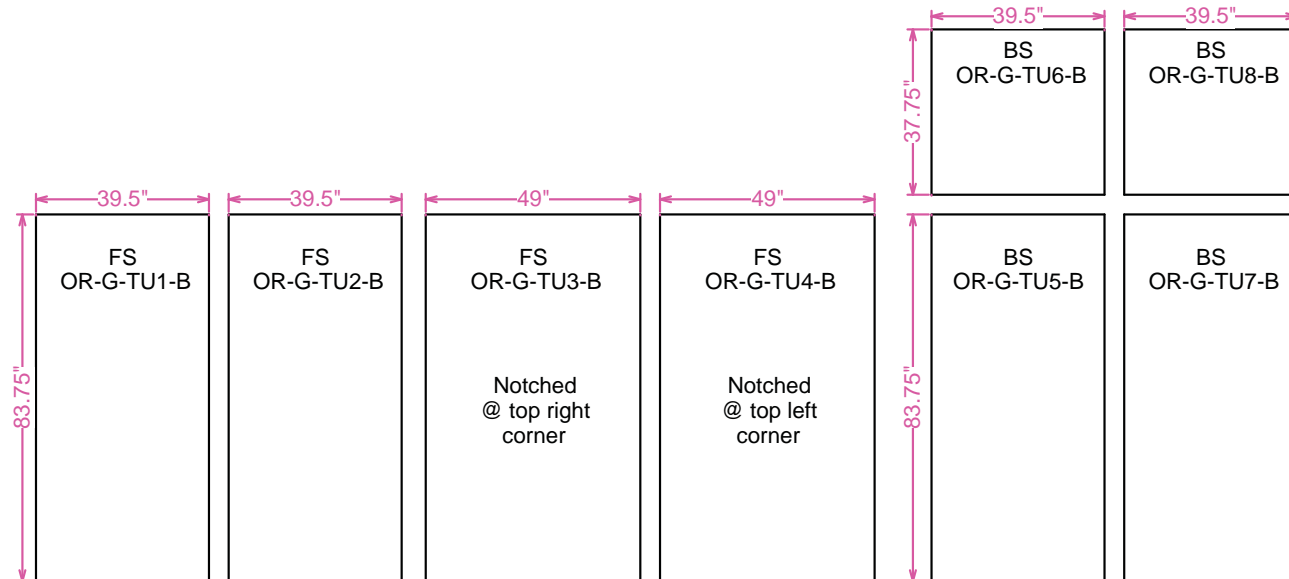 39.5"
39.5"
37.75"
BS
OR-G-TU6-B
BS
OR-G-TU8-B
39.5"
39.5"
49"
49"
83.75"
FS
OR-G-TU1-B
FS
OR-G-TU2-B
FS
OR-G-TU3-B
Notched
@ top right
corner
FS
OR-G-TU4-B
Notched
@ top left
corner
83.75"
BS
OR-G-TU5-B
BS
OR-G-TU7-B